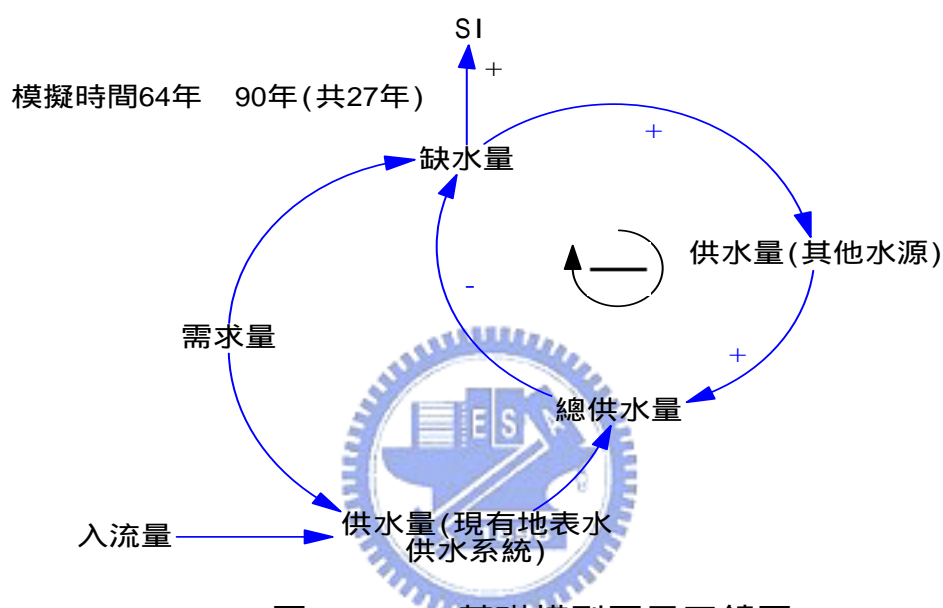 SI
+
模擬時間64年 90年(共27年)
+
缺水量
供水量(其他水源)
-
需求量
+
總供水量
ES
入流量
供水量(現有地表水
供水系統)